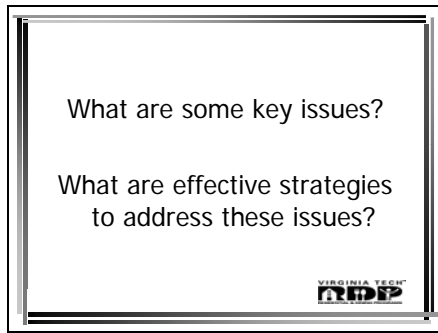 What are some key issues?
What are effective strategies
to address these issues?
VIRGINIA TECH
RDP